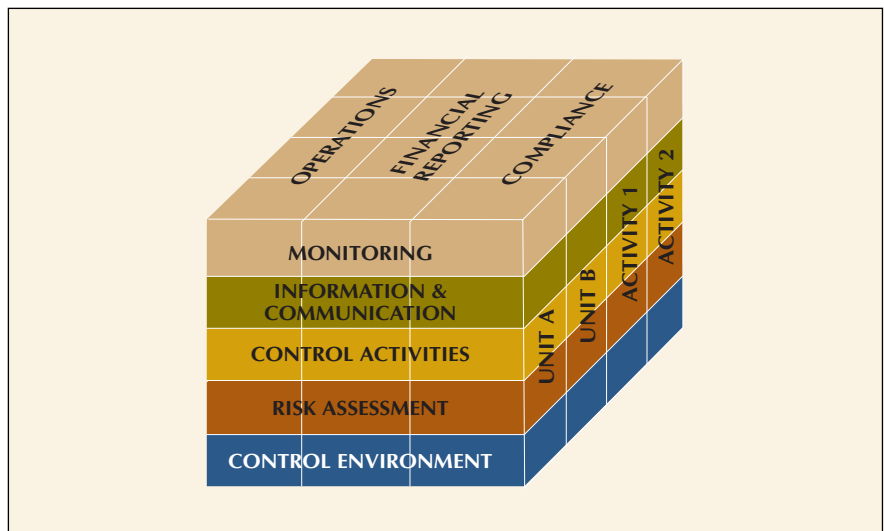 OPERATIONS
FINANCIAL
REPORTING
COMPLIANCE
MONITORING
INFORMATION &
COMMUNICATION
CONTROL ACTIVITIES
RISK ASSESSMENT
CONTROL ENVIRONMENT
UNIT A
UNIT B
ACTIVITY 1
ACTIVITY 2